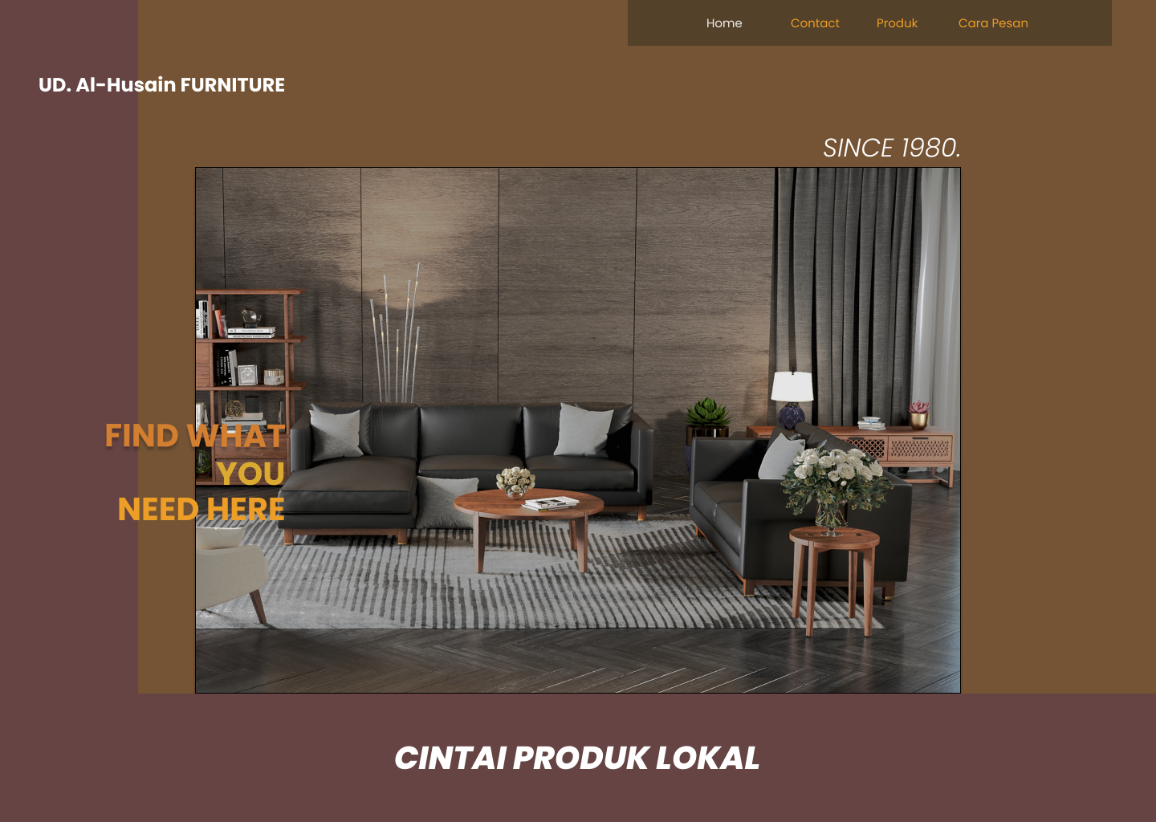 Home Contact Produk Cara Pesan
UD. Al-Husain FURNITURE
SINCE 1980.
FIND WHAT
YOU
NEED HERE
CINTAI PRODUK LOKAL